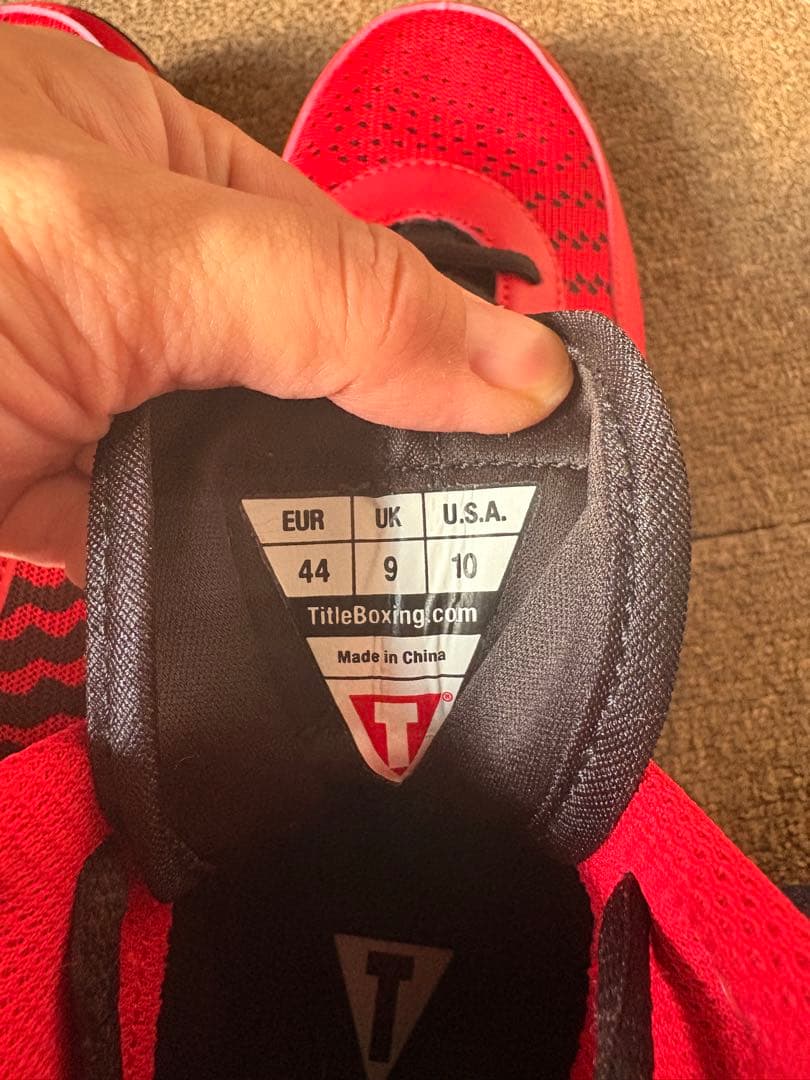 EUR UK U.S.A.
44 9 10
TitleBoxing.com
Made in China
T®
T